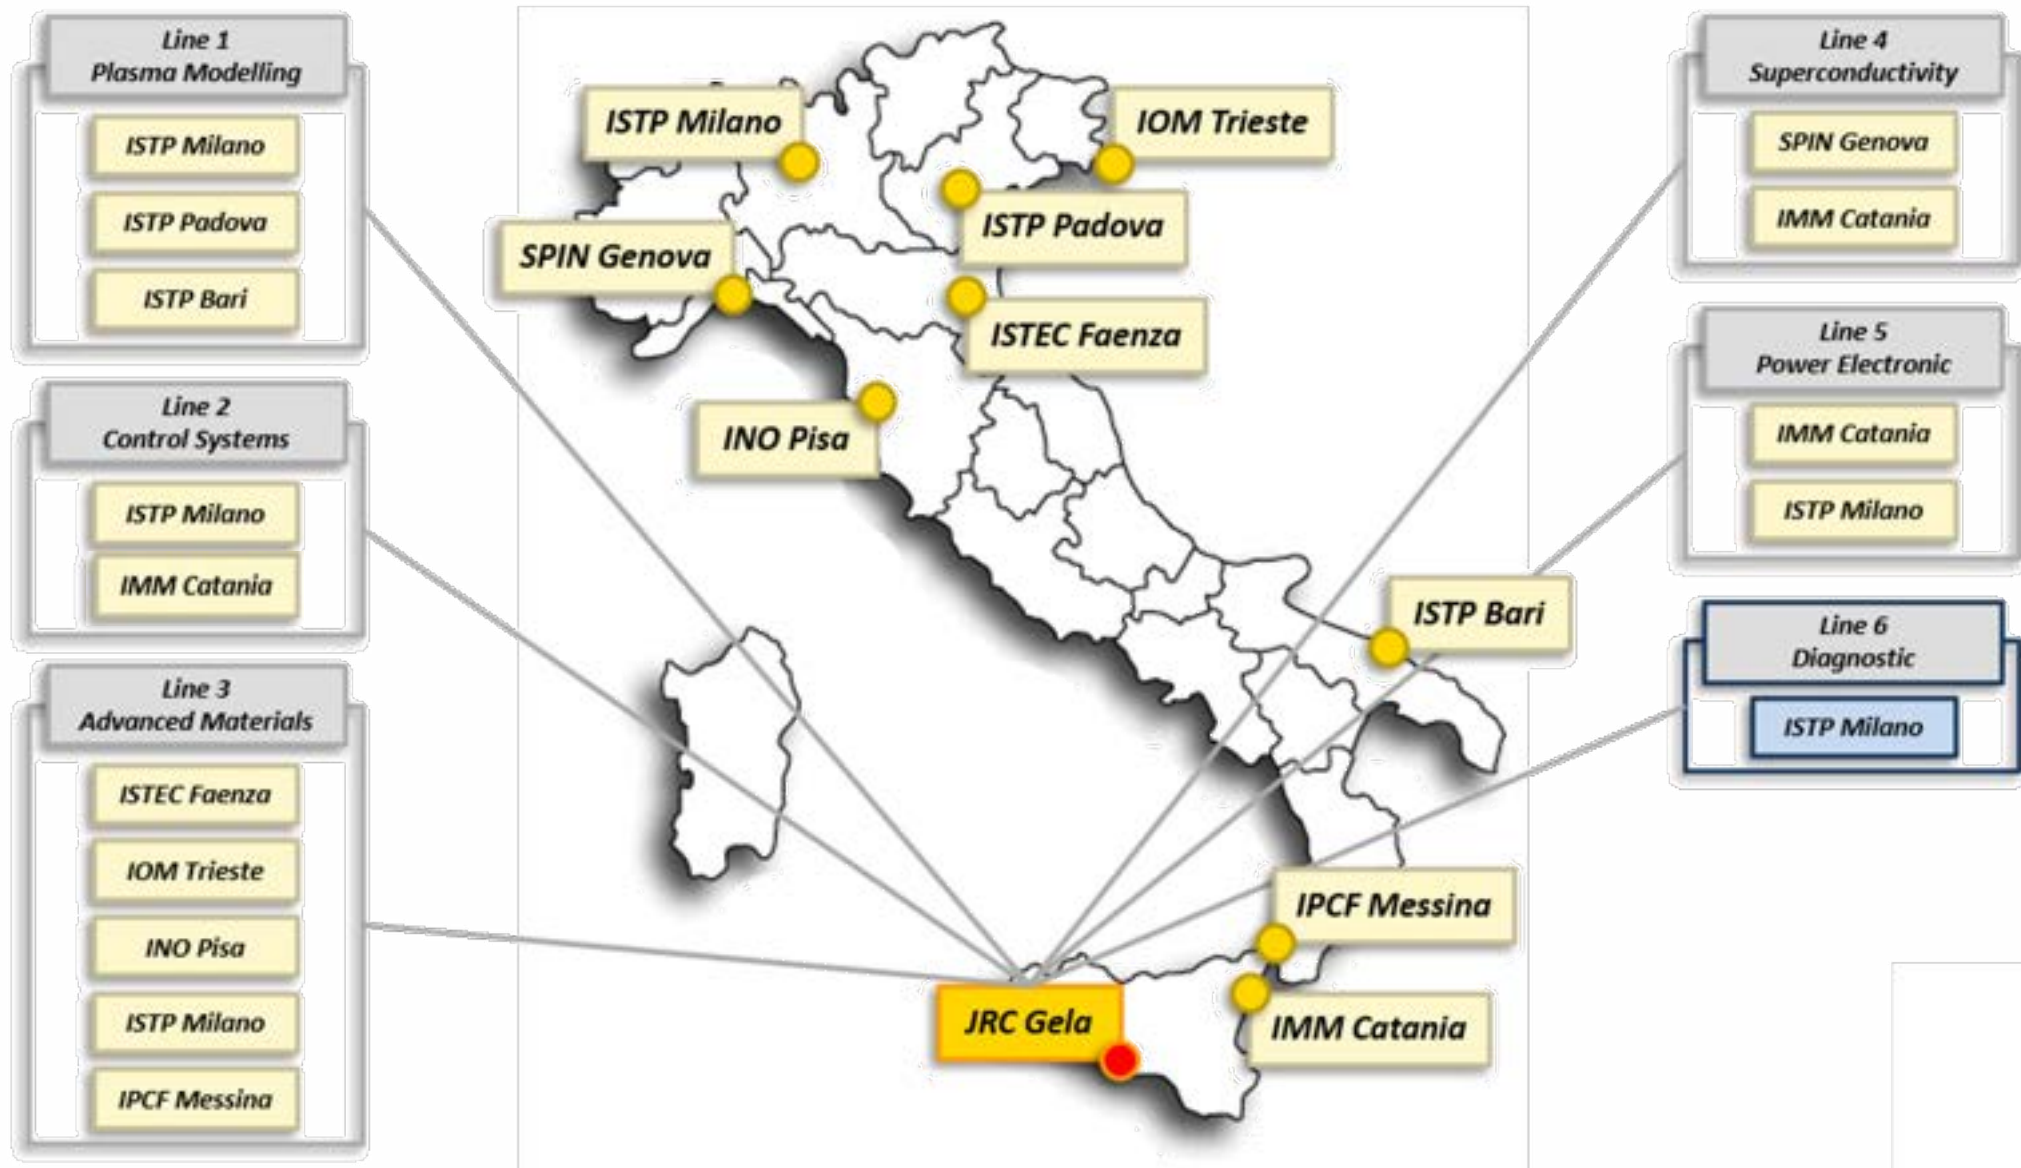 Line 1
Plasma Modelling
ISTP Milano
ISTP Padova
ISTP Bari
Line 2
Control Systems
ISTP Milano
IMM Catania
Line 3
Advanced Materials
ISTEC Faenza
IOM Trieste
INO Pisa
ISTP Milano
IPCF Messina
ISTP Milano
IOM Trieste
ISTP Padova
SPIN Genova
ISTEC Faenza
INO Pisa
ISTP Bari
IPCF Messina
JRC Gela
IMM Catania
Line 4
Superconductivity
SPIN Genova
IMM Catania
Line 5
Power Electronic
IMM Catania
ISTP Milano
Line 6
Diagnostic
ISTP Milano